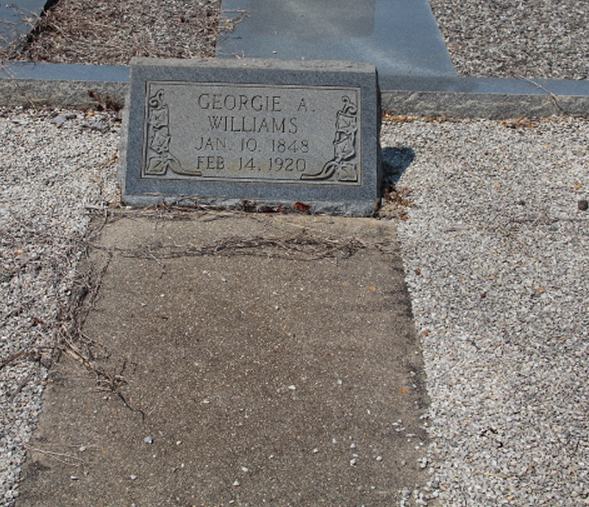 GEORGIE A.
WILLIAMS
JAN. 10, 1848
FEB. 14, 1920